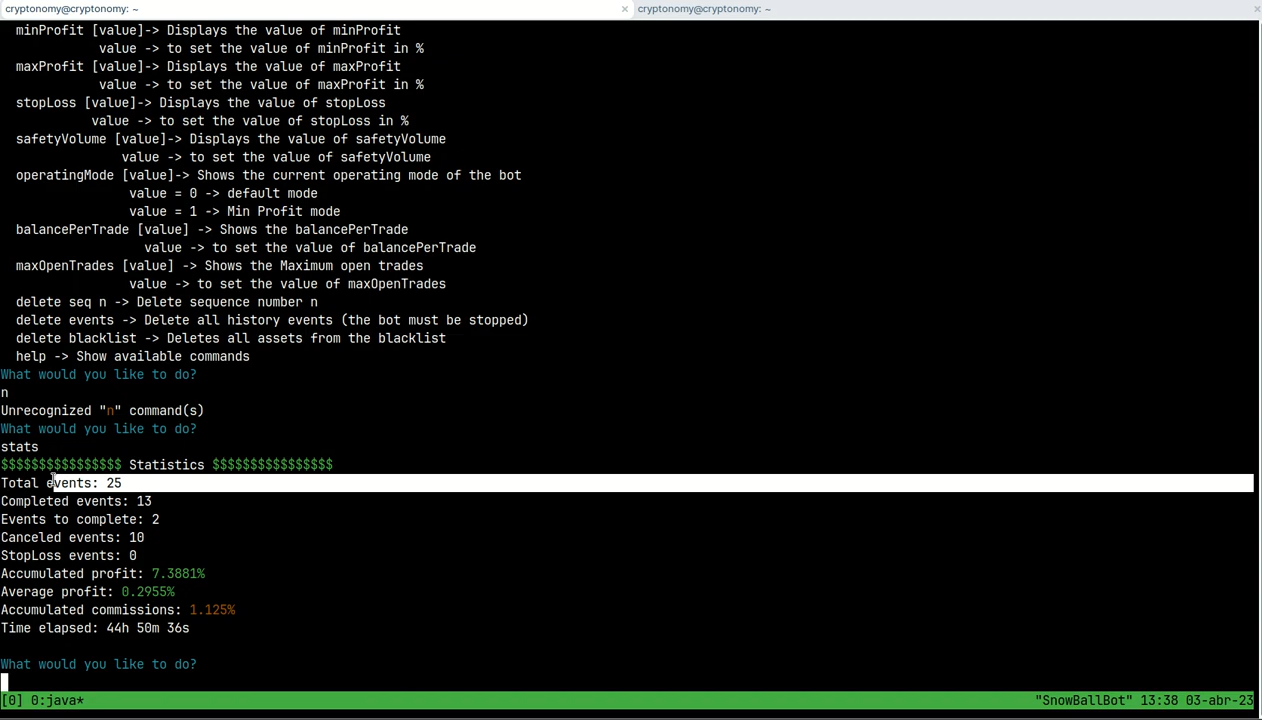 cryptonomy@cryptonomy: ~ × cryptonomy@cryptonomy: ~ ×
minProfit [value]-> Displays the value of minProfit
value -> to set the value of minProfit in %
maxProfit [value]-> Displays the value of maxProfit
value -> to set the value of maxProfit in %
stopLoss [value]-> Displays the value of stopLoss
value -> to set the value of stopLoss in %
safetyVolume [value]-> Displays the value of safetyVolume
value -> to set the value of safetyVolume
operatingMode [value]-> Shows the current operating mode of the bot
value = 0 -> default mode
value = 1 -> Min Profit mode
balancePerTrade [value] -> Shows the balancePerTrade
value -> to set the value of balancePerTrade
maxOpenTrades [value] -> Shows the Maximum open trades
value -> to set the value of maxOpenTrades
delete seq n -> Delete sequence number n
delete events -> Delete all history events (the bot must be stopped)
delete blacklist -> Deletes all assets from the blacklist
help -> Show available commands
What would you like to do?
n
Unrecognized "n" command(s)
What would you like to do?
stats
$$$$$$$$$$$$$$$$ Statistics $$$$$$$$$$$$$$$$
Total events: 25
Completed events: 13
Events to complete: 2
Canceled events: 10
StopLoss events: 0
Accumulated profit: 7.3881%
Average profit: 0.2955%
Accumulated commissions: 1.125%
Time elapsed: 44h 50m 36s
What would you like to do?
[0] 0:java* "SnowBallBot" 13:38 03-abr-23